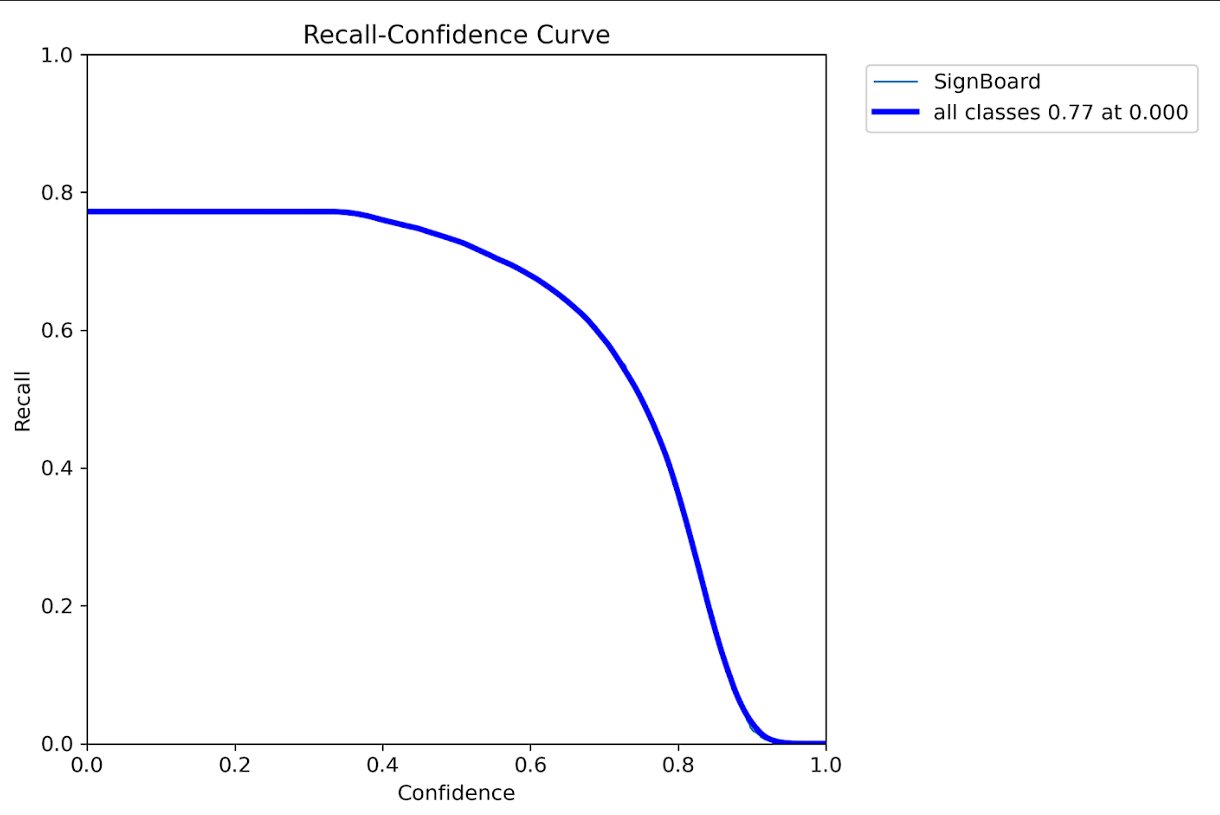 Recall-Confidence Curve
1.0
0.8
0.6
0.4
0.2
0.0
Recall
0.0 0.2 0.4 0.6 0.8 1.0
Confidence
SignBoard
all classes 0.77 at 0.000